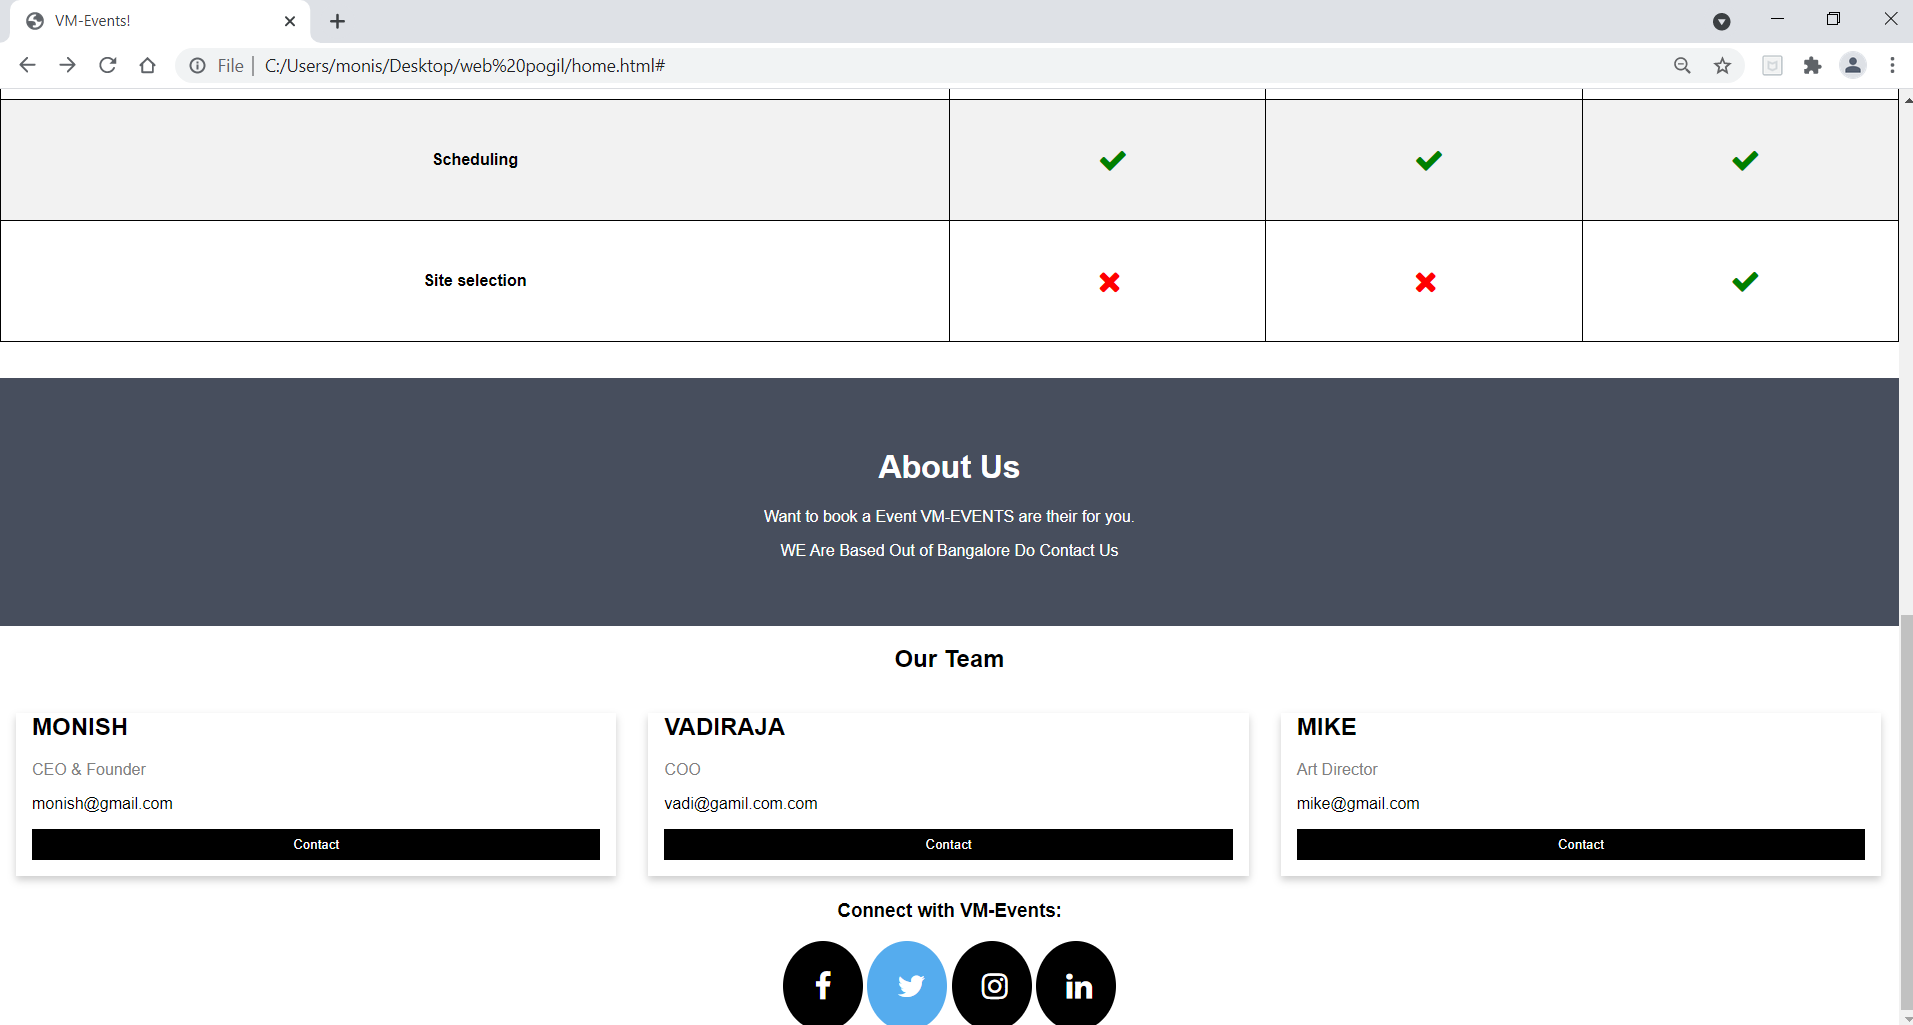 VM-Events!
File | C:/Users/monis/Desktop/web%20pogil/home.html#
Scheduling
Site selection
About Us
Want to book a Event VM-EVENTS are their for you.
WE Are Based Out of Bangalore Do Contact Us
Our Team
MONISH
CEO & Founder
monish@gmail.com
Contact
VADIRAJA
COO
vadi@gamil.com.com
Contact
MIKE
Art Director
mike@gmail.com
Contact
Connect with VM-Events: